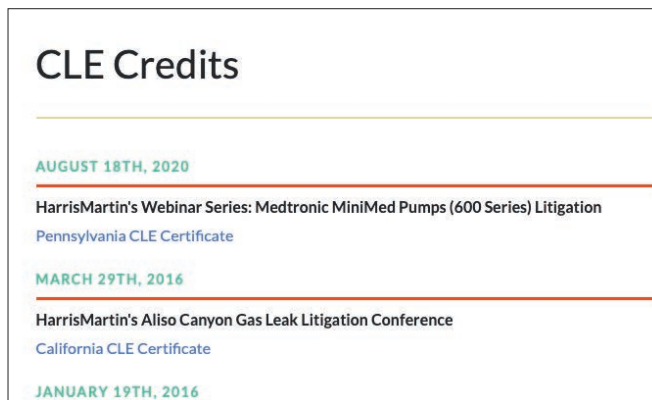 CLE Credits
AUGUST 18TH, 2020
HarrisMartin's Webinar Series: Medtronic MiniMed Pumps (600 Series) Litigation
Pennsylvania CLE Certificate
MARCH 29TH, 2016
HarrisMartin's Aliso Canyon Gas Leak Litigation Conference
California CLE Certificate
JANUARY 19TH, 2016